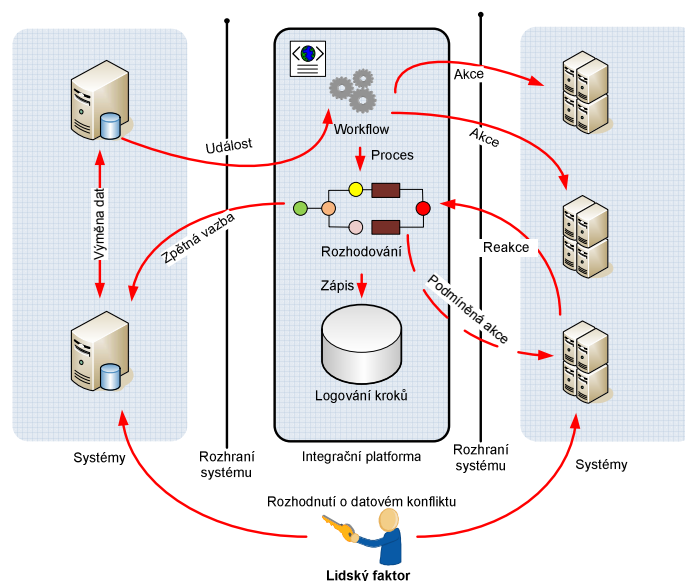 Akce
Událost
Workflow
Akce
Proces
Výměna dat
Zpětná vazba
Rozhodování
Reakce
Zápis
Podmíněná akce
Logování kroků
Systémy
Rozhraní
systému
Integrační platforma
Rozhraní
systému
Systémy
Rozhodnutí o datovém konfliktu
Lidský faktor